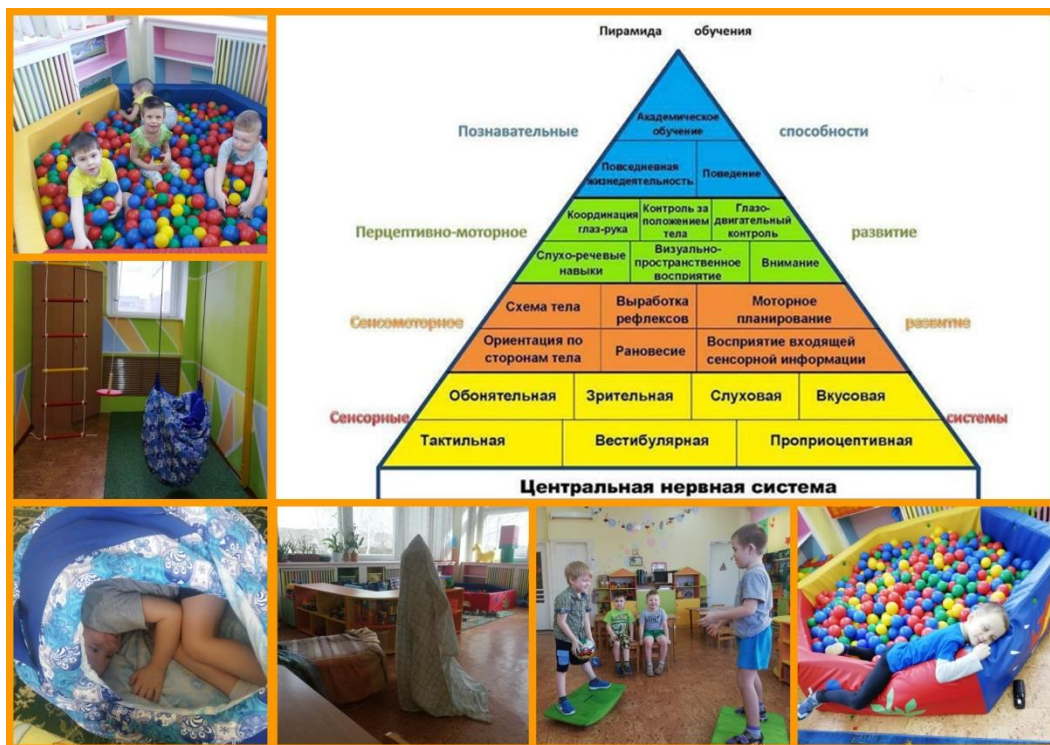 Пирамида обучения
Академическое
обучение
Познавательные способности
Повседневная
жизнедеятельность
Поведение
Координация
глаз-рука
Контроль за
положением
тела
Глазо-
двигательный
контроль
Перцептивно-моторное развитие
Слухо-речевые
навыки
Визуально-
пространственное
восприятие
Внимание
Схема тела
Выработка
рефлексов
Моторное
планирование
Сенсомоторное развитие
Ориентация по
сторонам тела
Рановесие
Восприятие входящей
сенсорной информации
Обонятельная
Зрительная
Слуховая
Вкусовая
Сенсорные системы
Тактильная
Вестибулярная
Проприоцептивная
Центральная нервная система